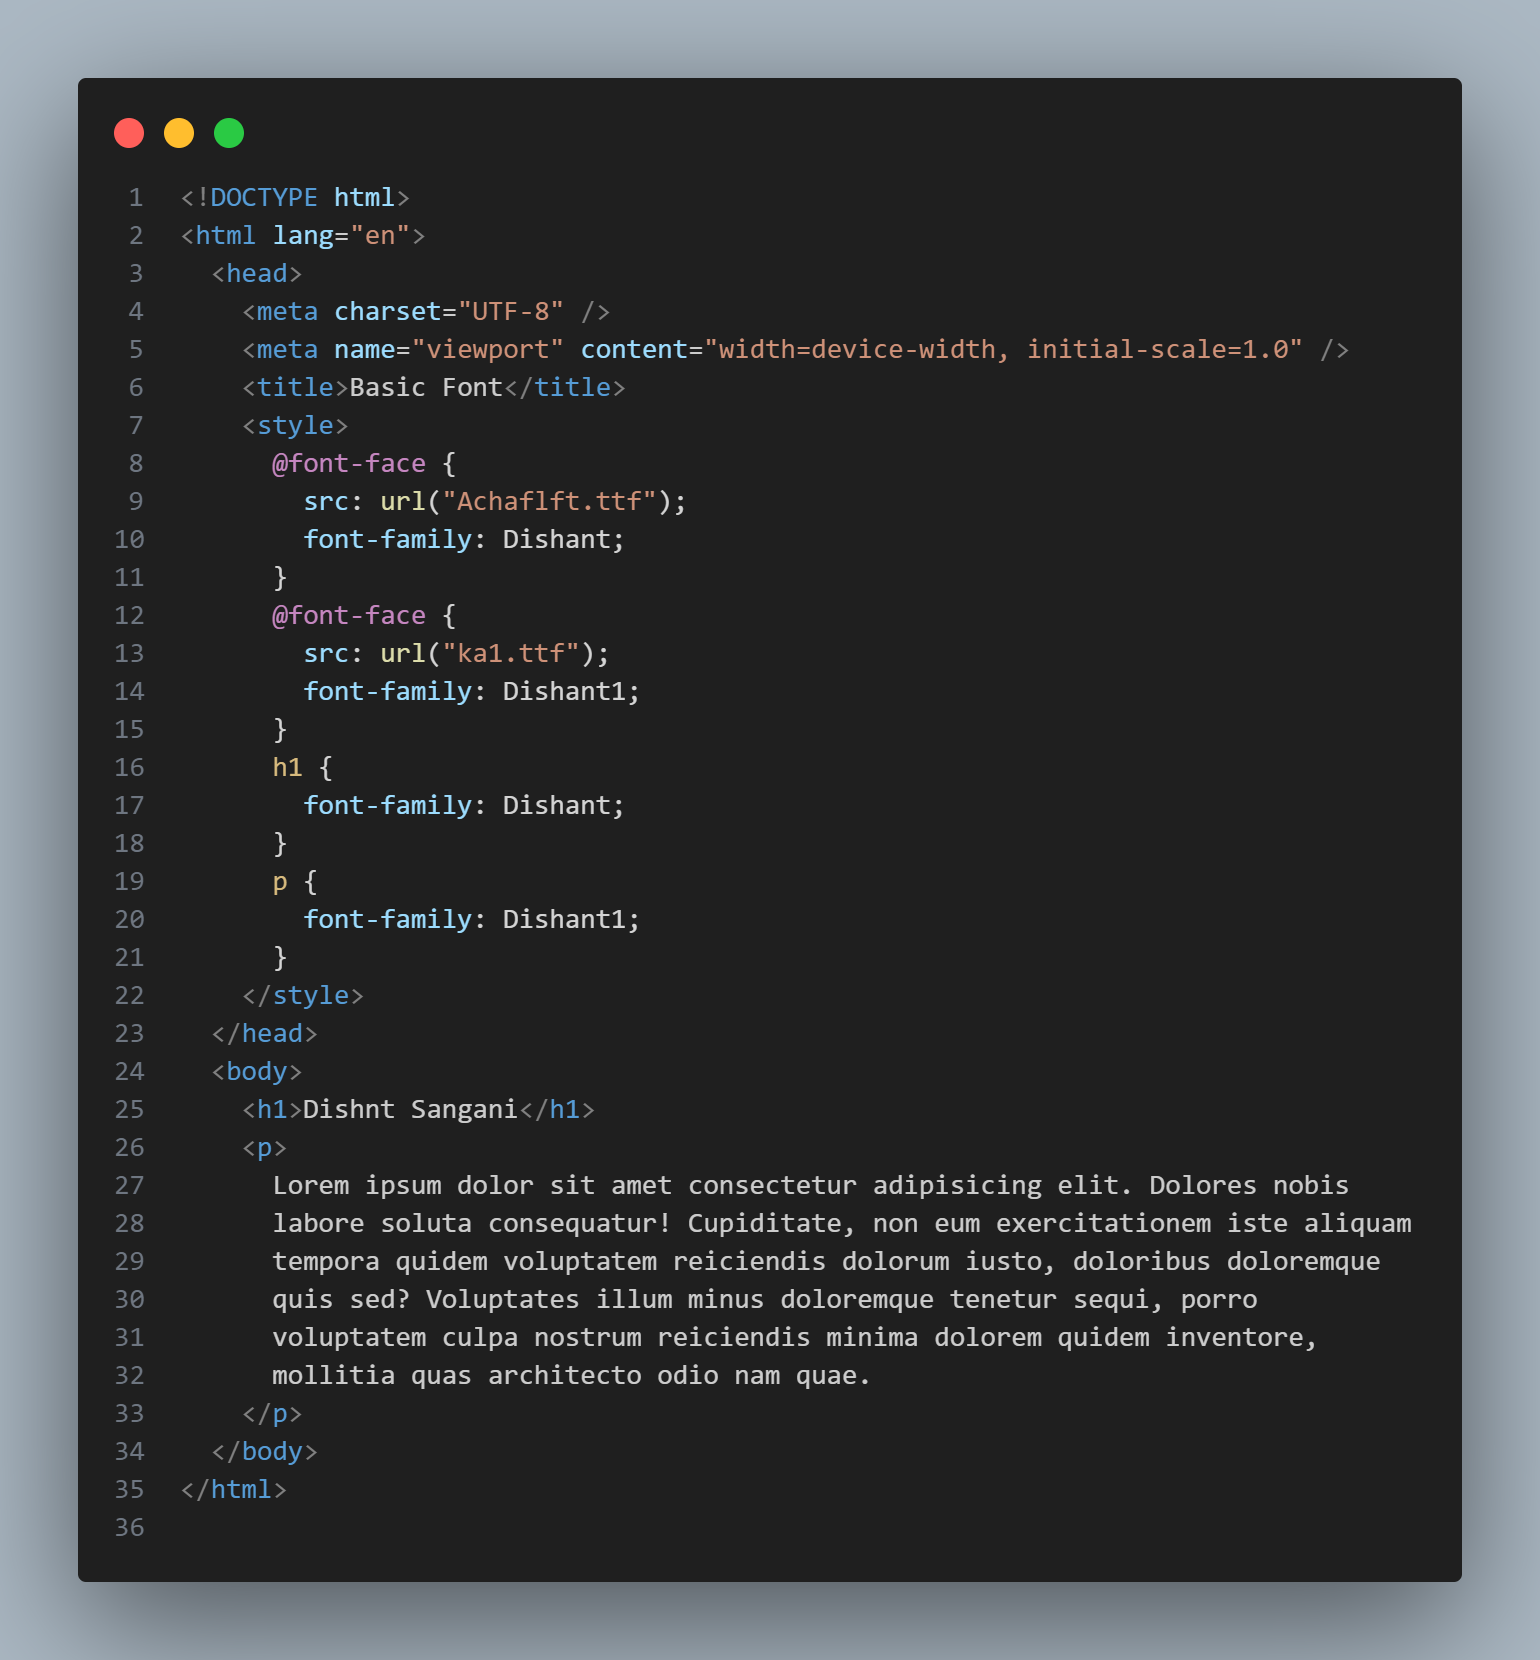 1 <!DOCTYPE html>
2 <html lang="en">
3   <head>
4     <meta charset="UTF-8" />
5     <meta name="viewport" content="width=device-width, initial-scale=1.0" />
6     <title>Basic Font</title>
7     <style>
8       @font-face {
9         src: url("Achaflft.ttf");
10         font-family: Dishant;
11       }
12       @font-face {
13         src: url("ka1.ttf");
14         font-family: Dishant1;
15       }
16       h1 {
17         font-family: Dishant;
18       }
19       p {
20         font-family: Dishant1;
21       }
22     </style>
23   </head>
24   <body>
25     <h1>Dishnt Sangani</h1>
26     <p>
27       Lorem ipsum dolor sit amet consectetur adipisicing elit. Dolores nobis
28       labore soluta consequatur! Cupiditate, non eum exercitationem iste aliquam
29       tempora quidem voluptatem reiciendis dolorum iusto, doloribus doloremque
30       quis sed? Voluptates illum minus doloremque tenetur sequi, porro
31       voluptatem culpa nostrum reiciendis minima dolorem quidem inventore,
32       mollitia quas architecto odio nam quae.
33     </p>
34   </body>
35 </html>
36